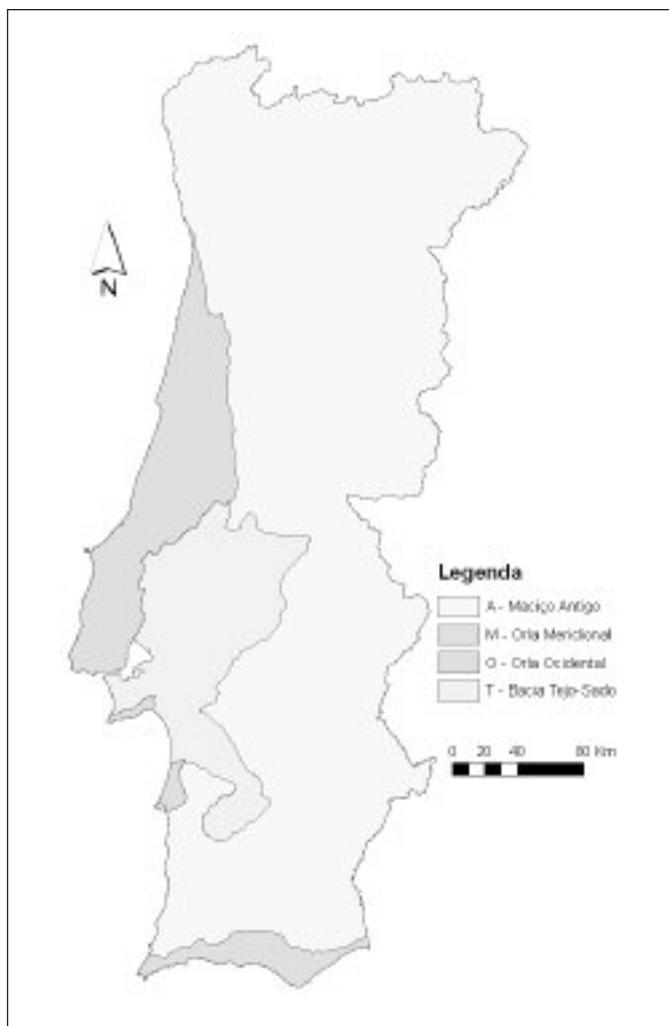 N
Legenda
A - Maciço Antigo
M - Orla Meridional
O - Orla Ocidental
T - Bacia Tejo-Sado
0 20 40 80 Km